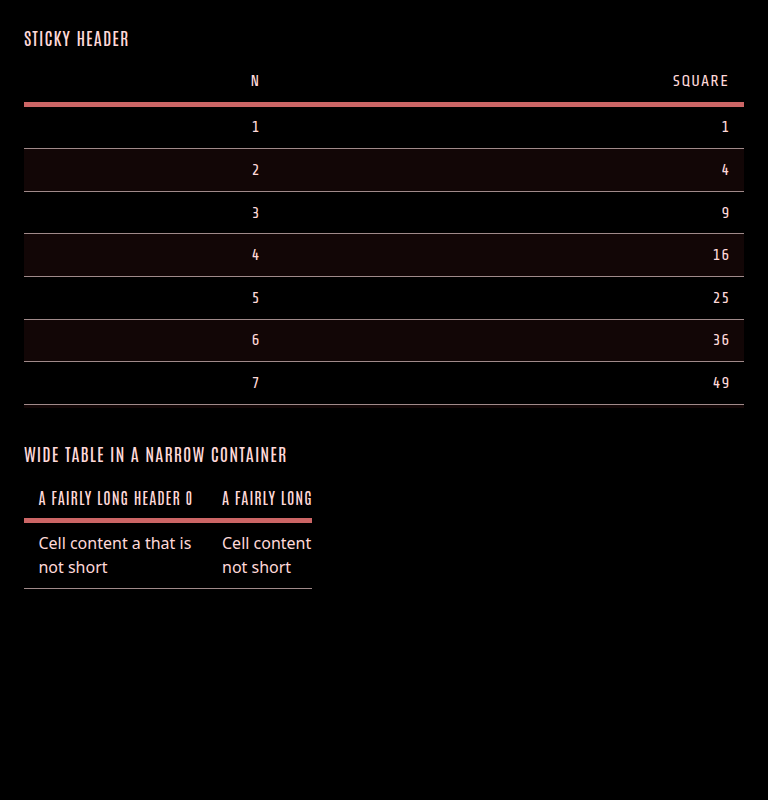 STICKY HEADER
N SQUARE
1 1
2 4
3 9
4 16
5 25
6 36
7 49
WIDE TABLE IN A NARROW CONTAINER
A FAIRLY LONG HEADER 0 A FAIRLY LONG
Cell content a that is Cell content
not short not short